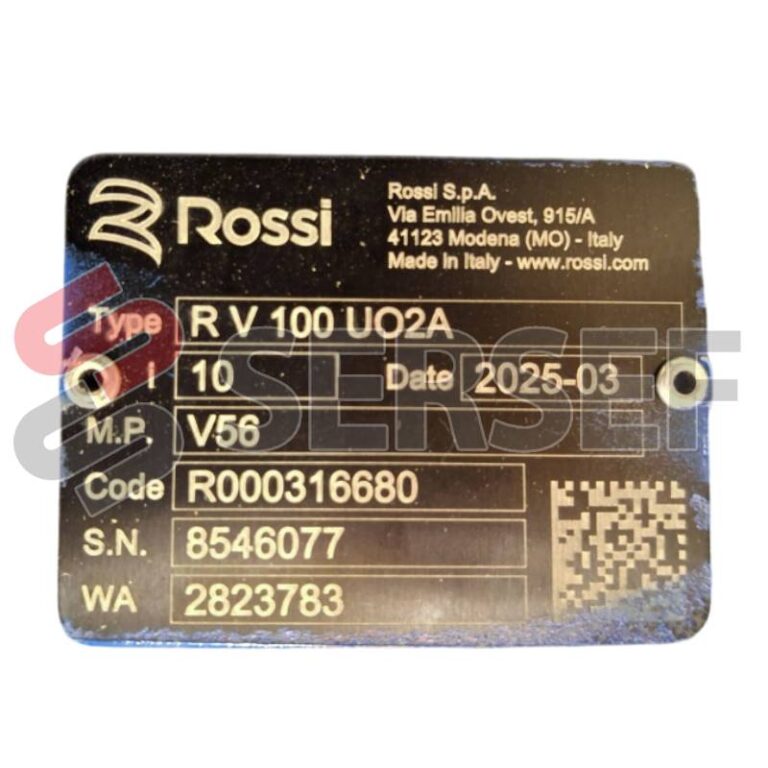 Rossi
Rossi S.p.A.
Via Emilia Ovest, 915/A
41123 Modena (MO) - Italy
Made in Italy - www.rossi.com
Type R V 100 UO2A
i 10 Date 2025-03
M.P. V56
Code R000316680
S.N. 8546077
WA 2823783
SERSEF